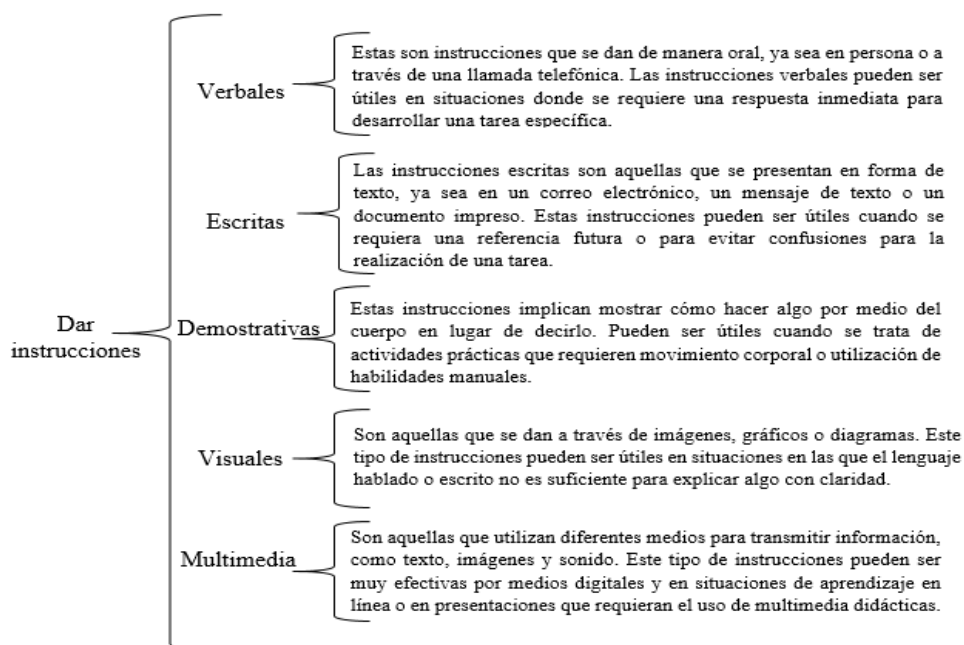 Dar
instrucciones
Verbales
Estas son instrucciones que se dan de manera oral, ya sea en persona o a
través de una llamada telefónica. Las instrucciones verbales pueden ser
útiles en situaciones donde se requiere una respuesta inmediata para
desarrollar una tarea específica.
Escritas
Las instrucciones escritas son aquellas que se presentan en forma de
texto, ya sea en un correo electrónico, un mensaje de texto o un
documento impreso. Estas instrucciones pueden ser útiles cuando se
requiera una referencia futura o para evitar confusiones para la
realización de una tarea.
Demostrativas
Estas instrucciones implican mostrar cómo hacer algo por medio del
cuerpo en lugar de decirlo. Pueden ser útiles cuando se trata de
actividades prácticas que requieren movimiento corporal o utilización de
habilidades manuales.
Visuales
Son aquellas que se dan a través de imágenes, gráficos o diagramas. Este
tipo de instrucciones pueden ser útiles en situaciones en las que el lenguaje
hablado o escrito no es suficiente para explicar algo con claridad.
Multimedia
Son aquellas que utilizan diferentes medios para transmitir información,
como texto, imágenes y sonido. Este tipo de instrucciones pueden ser
muy efectivas por medios digitales y en situaciones de aprendizaje en
línea o en presentaciones que requieran el uso de multimedia didácticas.